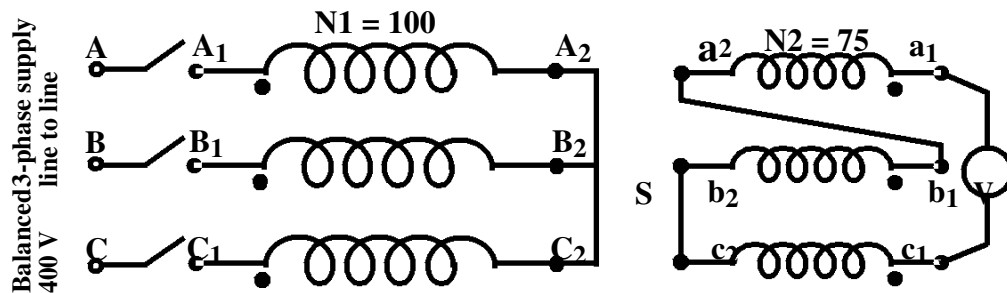 Balanced3-phase supply
400 V line to line
N1 = 100
A A1 A2
B B1 B2
C C1 C2
N2 = 75
a2 a1
S b2 b1 V
c2 c1